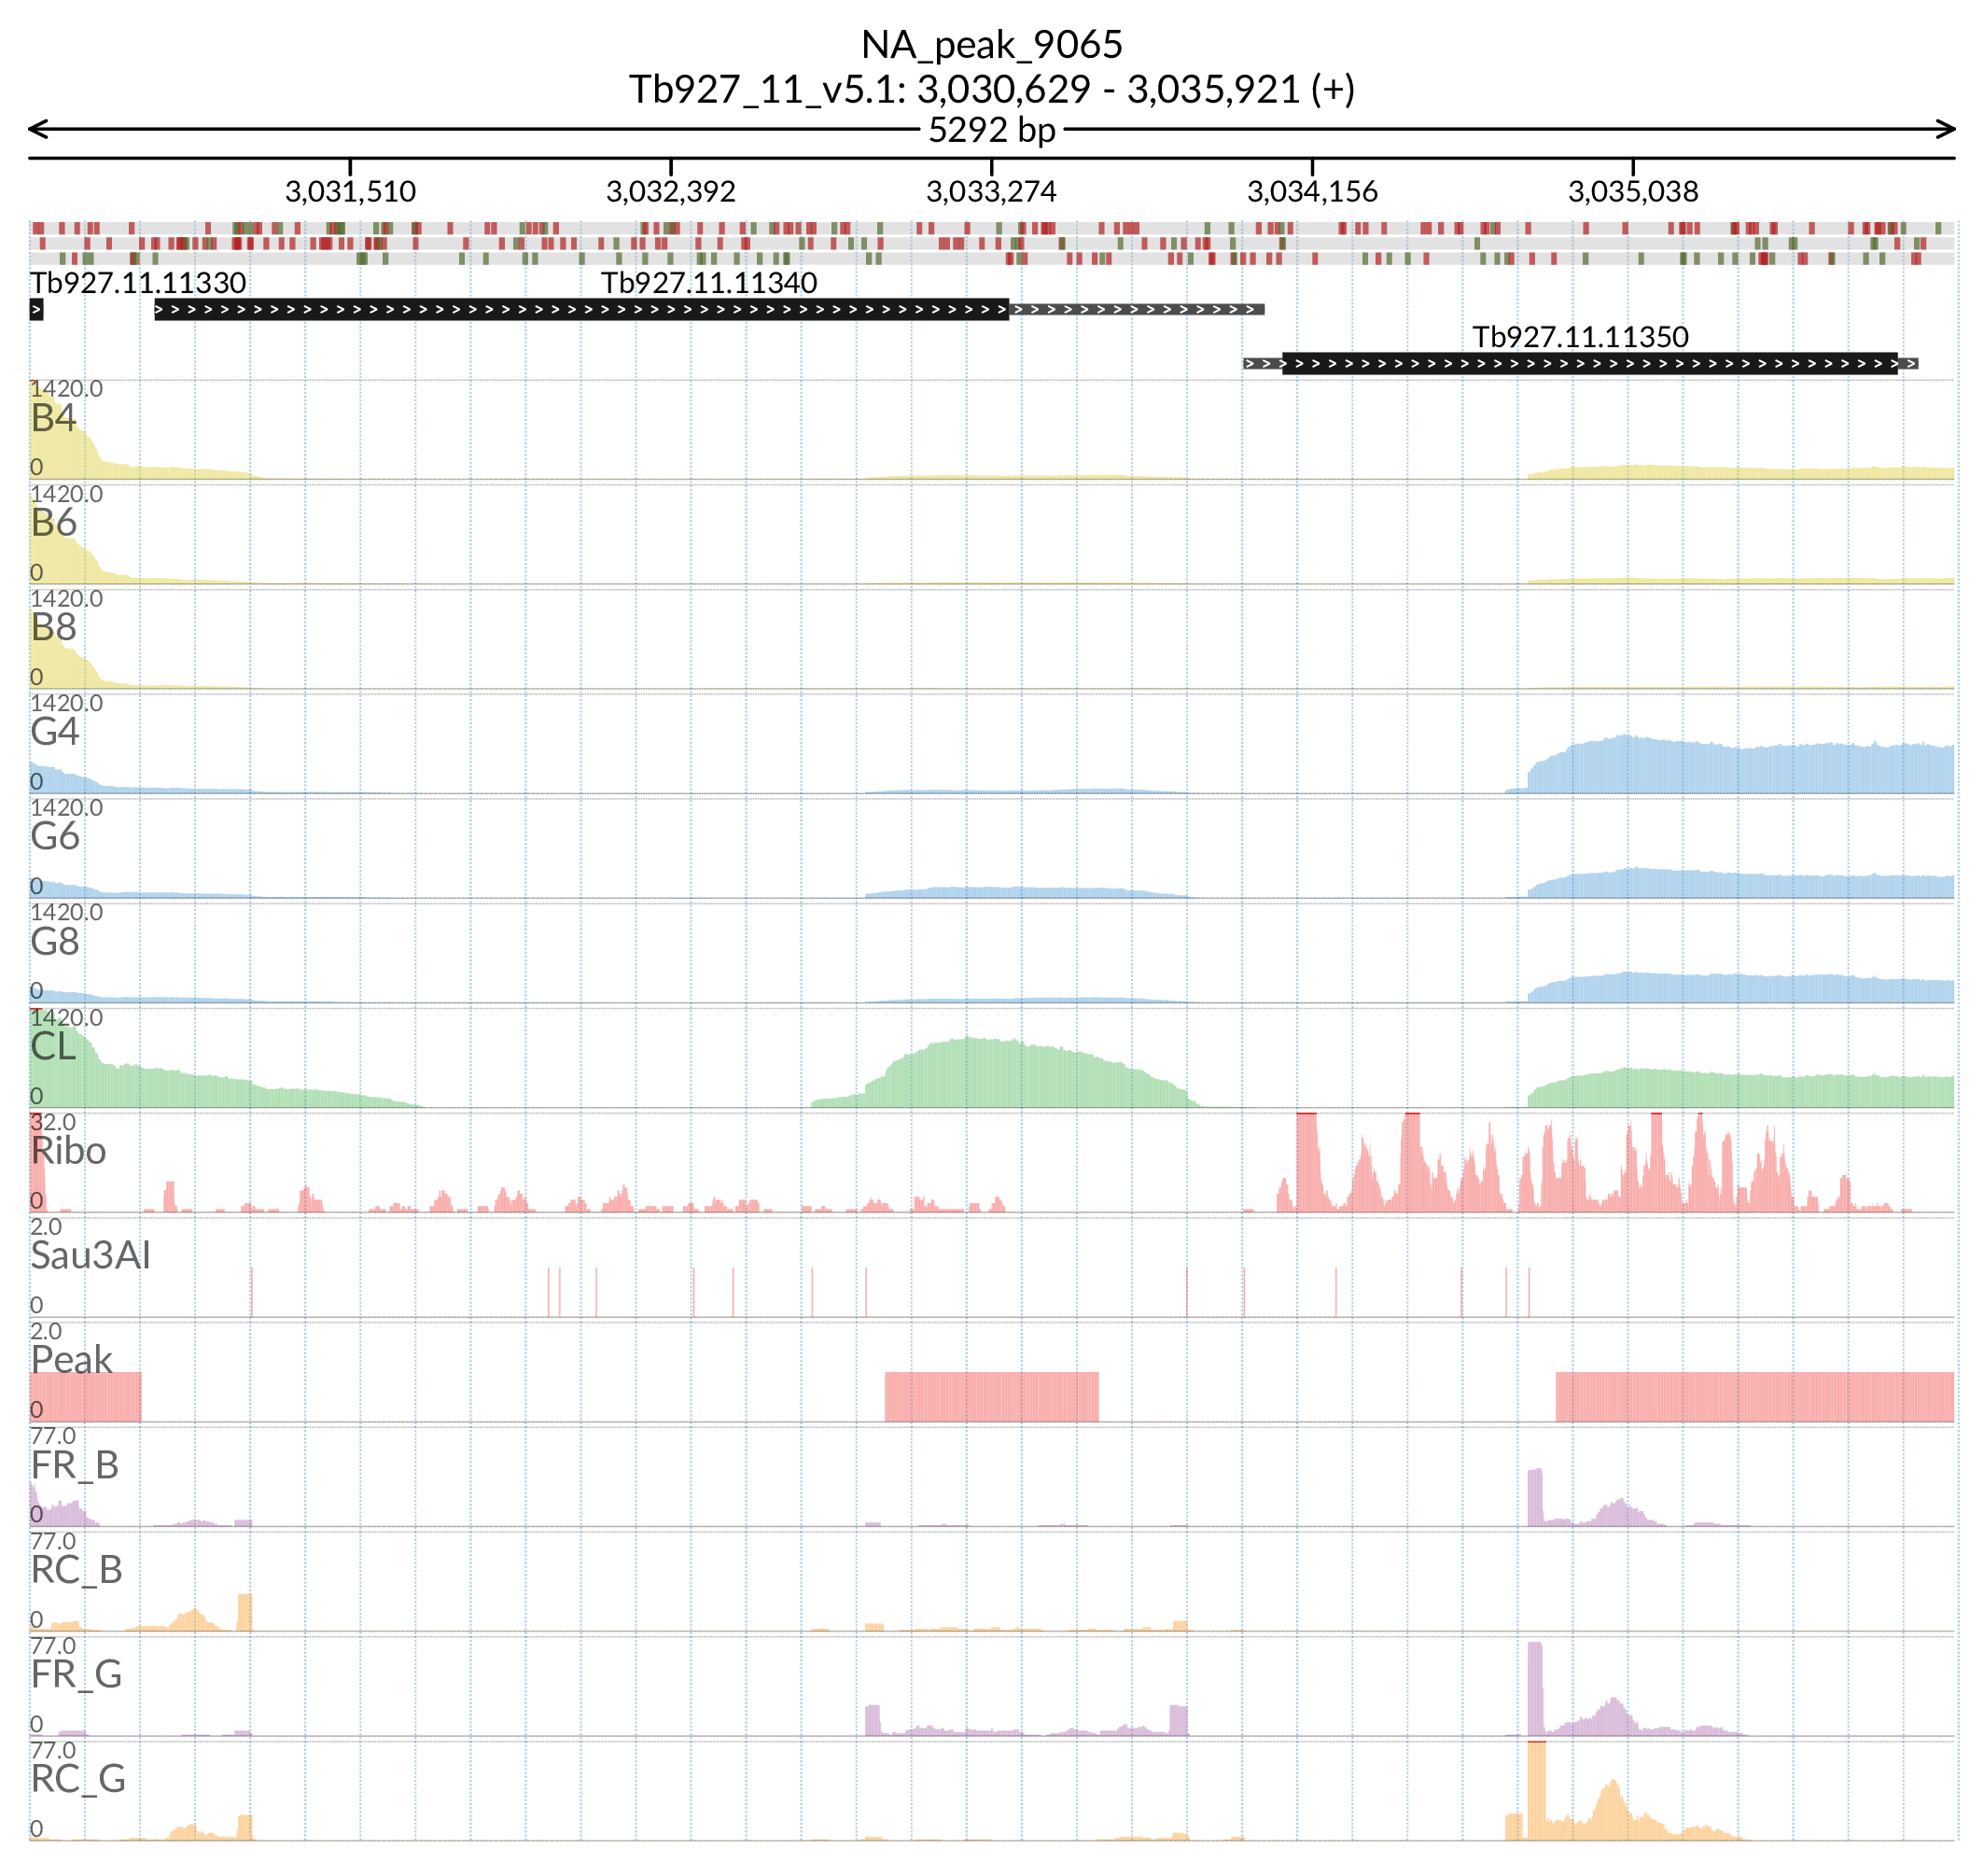 NA_peak_9065
Tb927_11_v5.1: 3,030,629 - 3,035,921 (+)
5292 bp
3,031,510 3,032,392 3,033,274 3,034,156 3,035,038
Tb927.11.11330 Tb927.11.11340
Tb927.11.11350
1420.0
B4
0
1420.0
B6
0
1420.0
B8
0
1420.0
G4
0
1420.0
G6
0
1420.0
G8
0
1420.0
CL
0
32.0
Ribo
0
2.0
Sau3AI
0
2.0
Peak
0
77.0
FR_B
0
77.0
RC_B
0
77.0
FR_G
0
77.0
RC_G
0